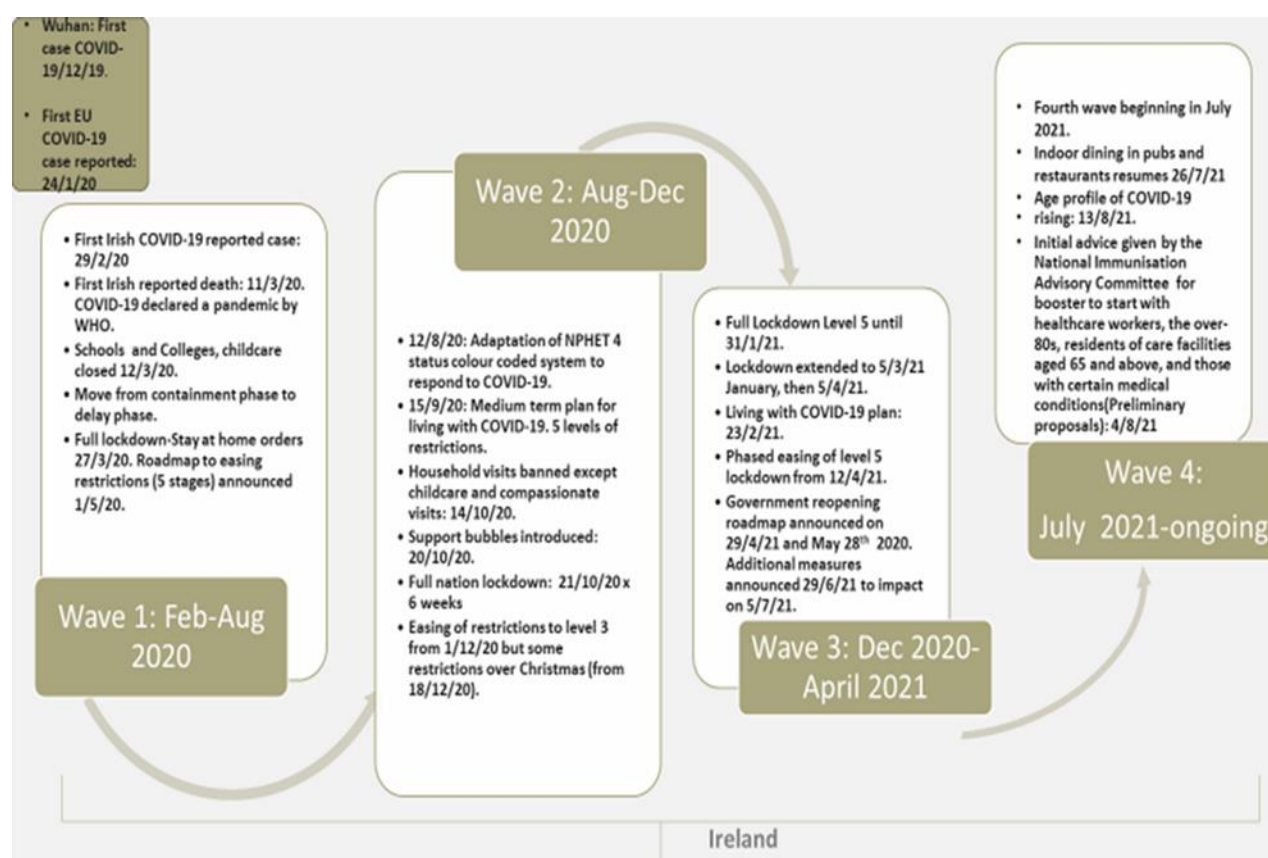 • Wuhan: First
case COVID-
19/12/19.
• First EU
COVID-19
case reported:
24/1/20
• First Irish COVID-19 reported case:
29/2/20
• First Irish reported death: 11/3/20.
COVID-19 declared a pandemic by
WHO.
• Schools and Colleges, childcare
closed 12/3/20.
• Move from containment phase to
delay phase.
• Full lockdown-Stay at home orders
27/3/20. Roadmap to easing
restrictions (5 stages) announced
1/5/20.
Wave 1: Feb-Aug
2020
Wave 2: Aug-Dec
2020
• 12/8/20: Adaptation of NPHET 4
status colour coded system to
respond to COVID-19.
• 15/9/20: Medium term plan for
living with COVID-19. 5 levels of
restrictions.
• Household visits banned except
childcare and compassionate
visits: 14/10/20.
• Support bubbles introduced:
20/10/20.
• Full nation lockdown: 21/10/20 x
6 weeks
• Easing of restrictions to level 3
from 1/12/20 but some
restrictions over Christmas (from
18/12/20).
• Full Lockdown Level 5 until
31/1/21.
• Lockdown extended to 5/3/21
January, then 5/4/21.
• Living with COVID-19 plan:
23/2/21.
• Phased easing of level 5
lockdown from 12/4/21.
• Government reopening
roadmap announced on
29/4/21 and May 28th 2020.
Additional measures
announced 29/6/21 to impact
on 5/7/21.
Wave 3: Dec 2020-
April 2021
• Fourth wave beginning in July
2021.
• Indoor dining in pubs and
restaurants resumes 26/7/21
• Age profile of COVID-19
• rising: 13/8/21.
• Initial advice given by the
National Immunisation
Advisory Committee for
booster to start with
healthcare workers, the over-
80s, residents of care facilities
aged 65 and above, and those
with certain medical
conditions(Preliminary
proposals): 4/8/21
Wave 4:
July 2021-ongoing
Ireland